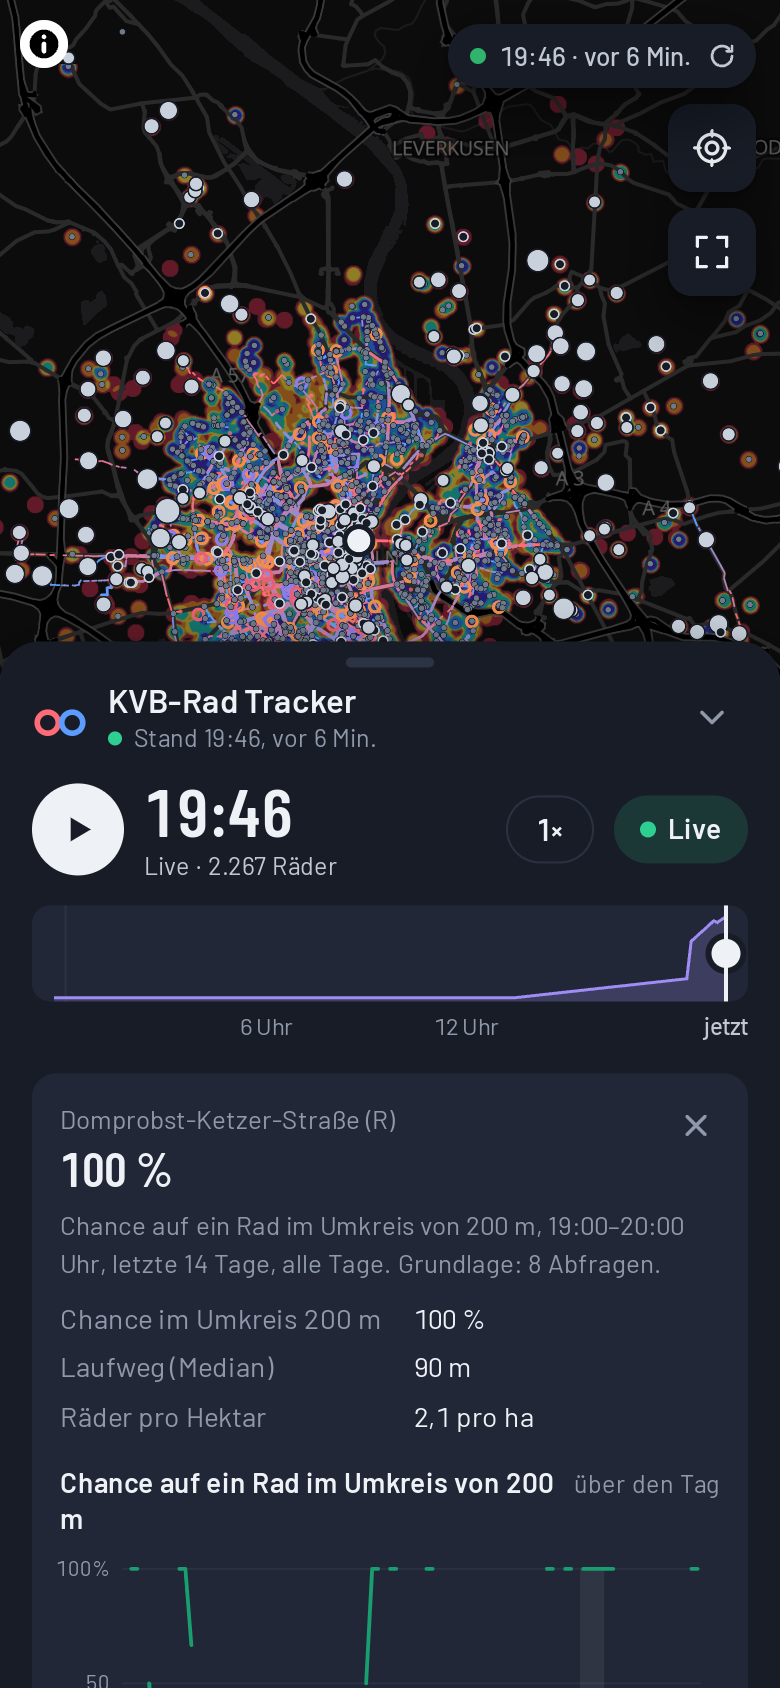 19:46 · vor 6 Min.
LEVERKUSEN
OD
A 5
A 3
A 4
KVB-Rad Tracker
Stand 19:46, vor 6 Min.
19:46
Live · 2.267 Räder
1×
Live
6 Uhr
12 Uhr
jetzt
Domprobst-Ketzer-Straße (R)
100 %
Chance auf ein Rad im Umkreis von 200 m, 19:00–20:00
Uhr, letzte 14 Tage, alle Tage. Grundlage: 8 Abfragen.
Chance im Umkreis 200 m 100 %
Laufweg (Median) 90 m
Räder pro Hektar 2,1 pro ha
Chance auf ein Rad im Umkreis von 200 über den Tag
m
100%
50